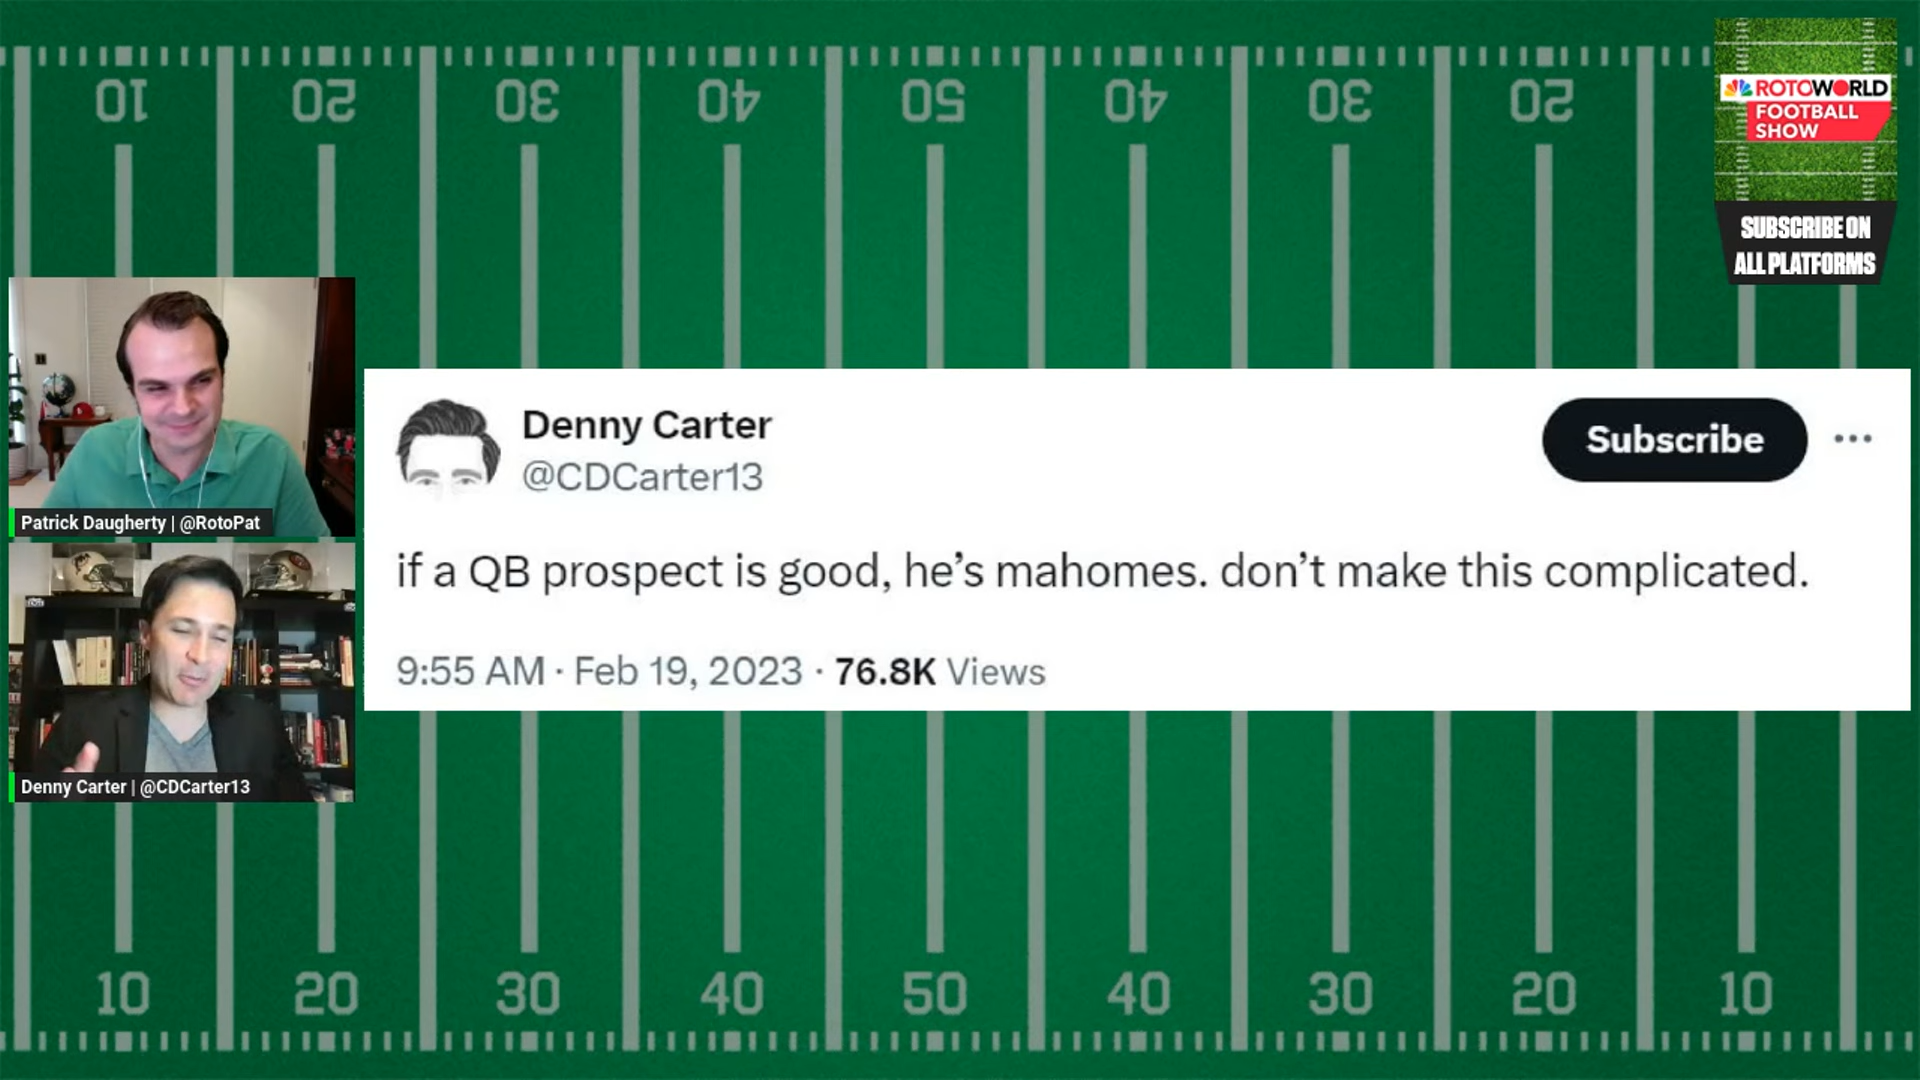 10 20 30 40 50 40 30 20
ROTOWORLD
FOOTBALL
SHOW
SUBSCRIBE ON
ALL PLATFORMS
Patrick Daugherty | @RotoPat
Denny Carter | @CDCarter13
Denny Carter
@CDCarter13
Subscribe
if a QB prospect is good, he’s mahomes. don’t make this complicated.
9:55 AM · Feb 19, 2023 · 76.8K Views
10 20 30 40 50 40 30 20 10